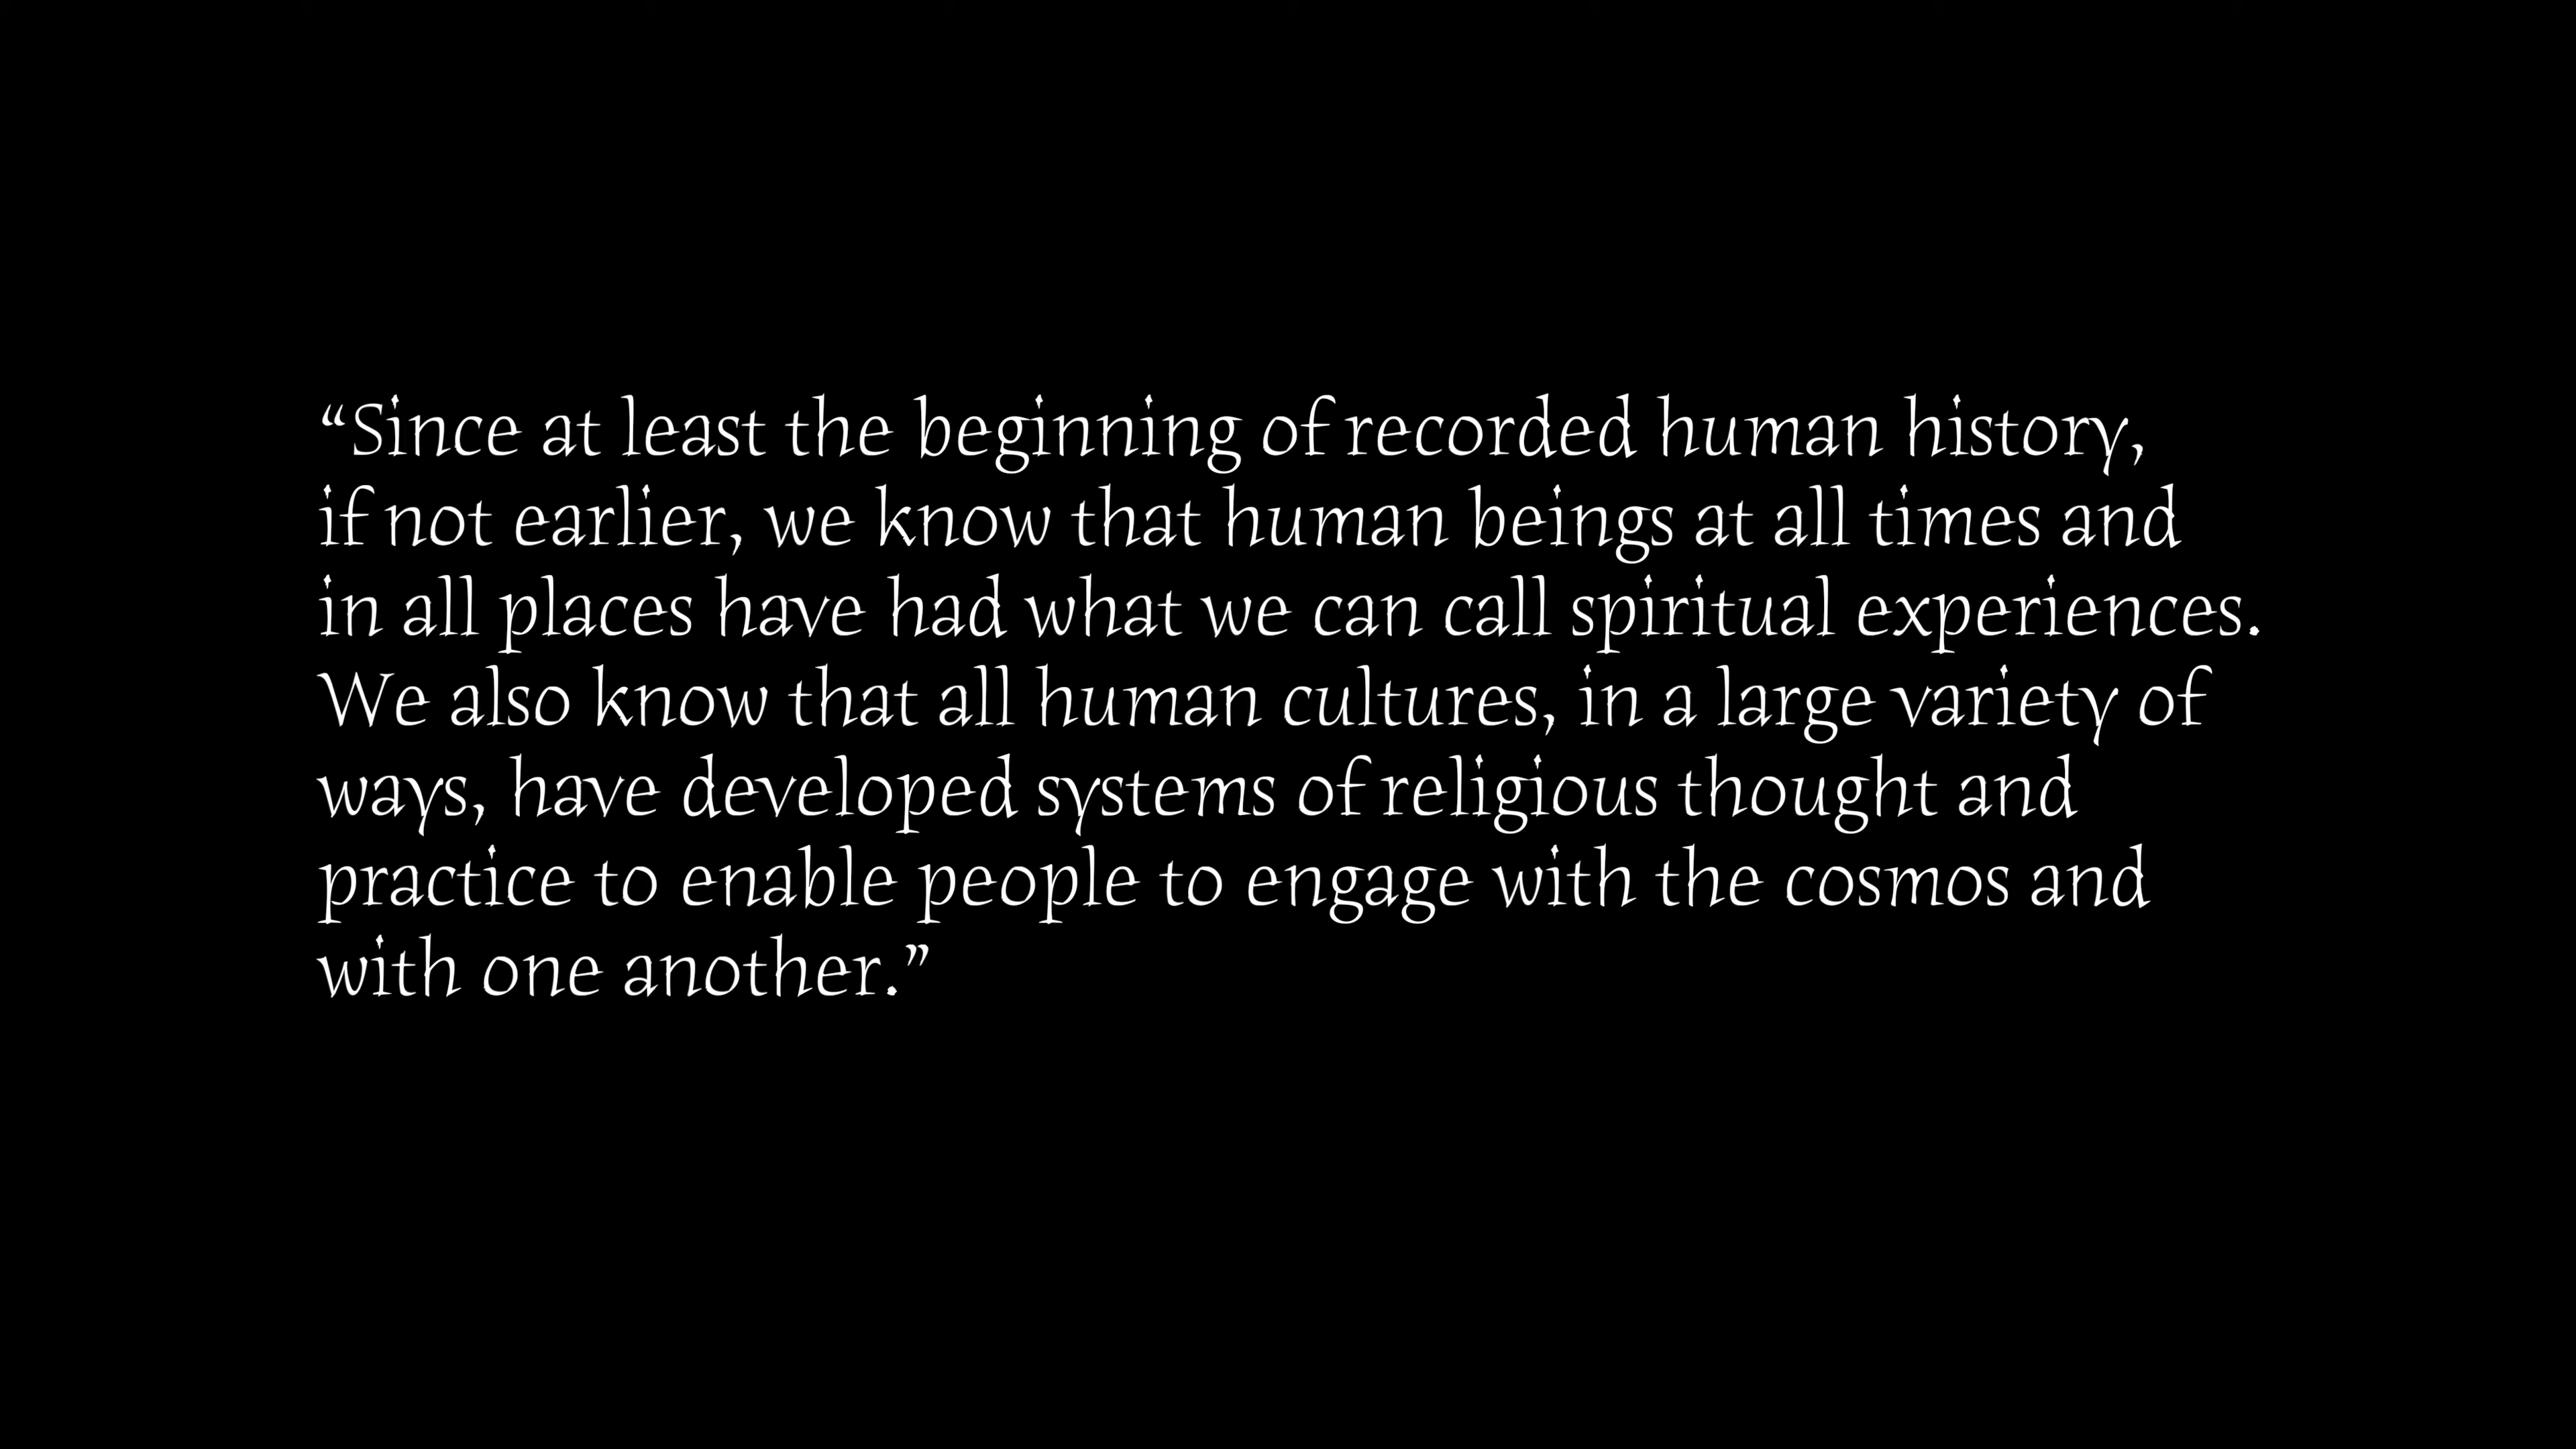 “Since at least the beginning of recorded human history,
if not earlier, we know that human beings at all times and
in all places have had what we can call spiritual experiences.
We also know that all human cultures, in a large variety of
ways, have developed systems of religious thought and
practice to enable people to engage with the cosmos and
with one another.”